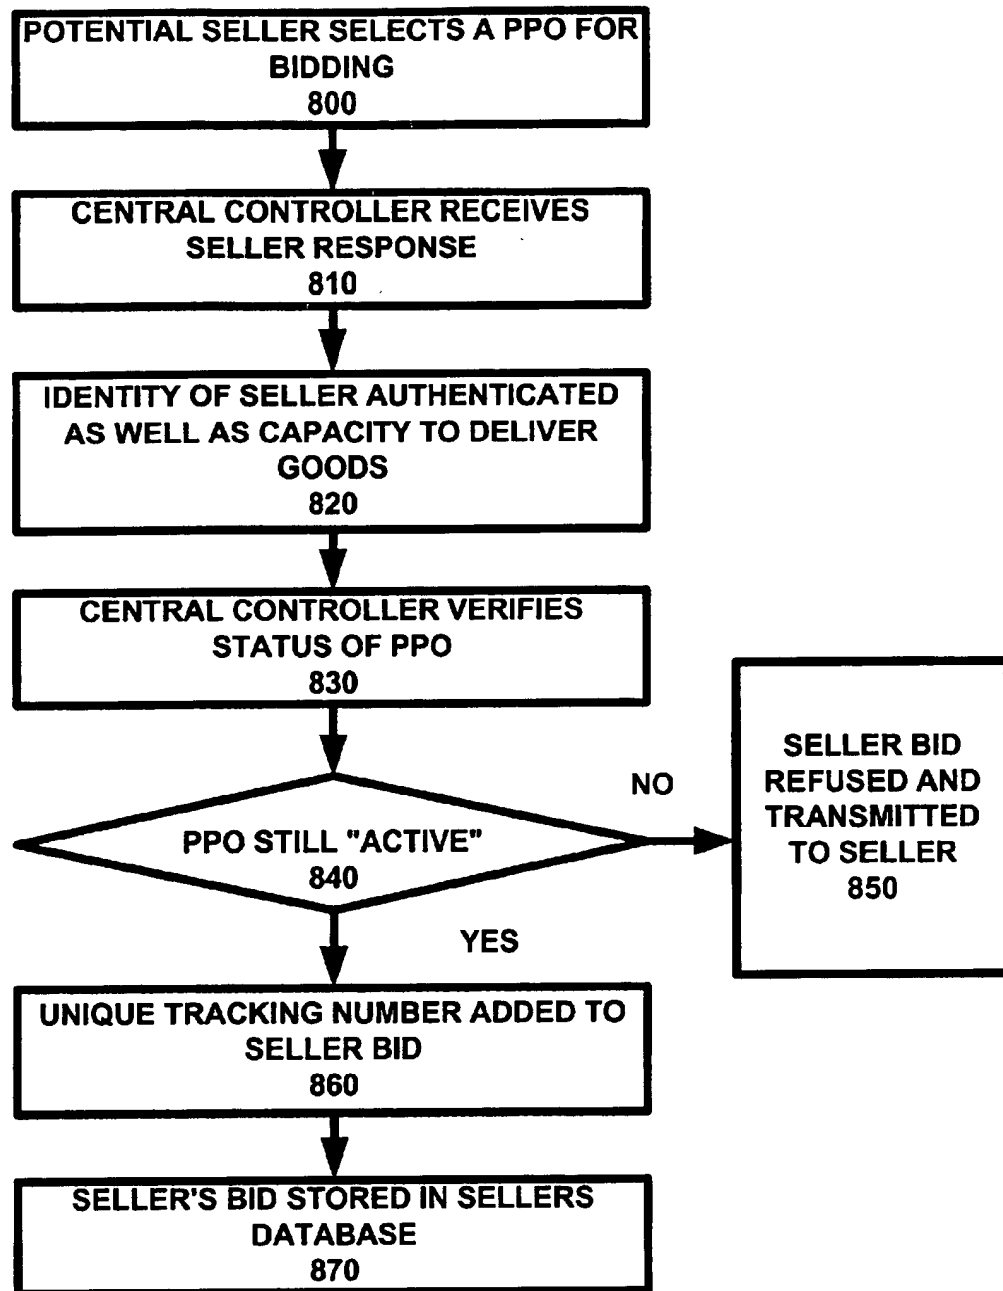 POTENTIAL SELLER SELECTS A PPO FOR
BIDDING
800
CENTRAL CONTROLLER RECEIVES
SELLER RESPONSE
810
IDENTITY OF SELLER AUTHENTICATED
AS WELL AS CAPACITY TO DELIVER
GOODS
820
CENTRAL CONTROLLER VERIFIES
STATUS OF PPO
830
PPO STILL "ACTIVE"
840
NO
SELLER BID
REFUSED AND
TRANSMITTED
TO SELLER
850
YES
UNIQUE TRACKING NUMBER ADDED TO
SELLER BID
860
SELLER'S BID STORED IN SELLERS
DATABASE
870